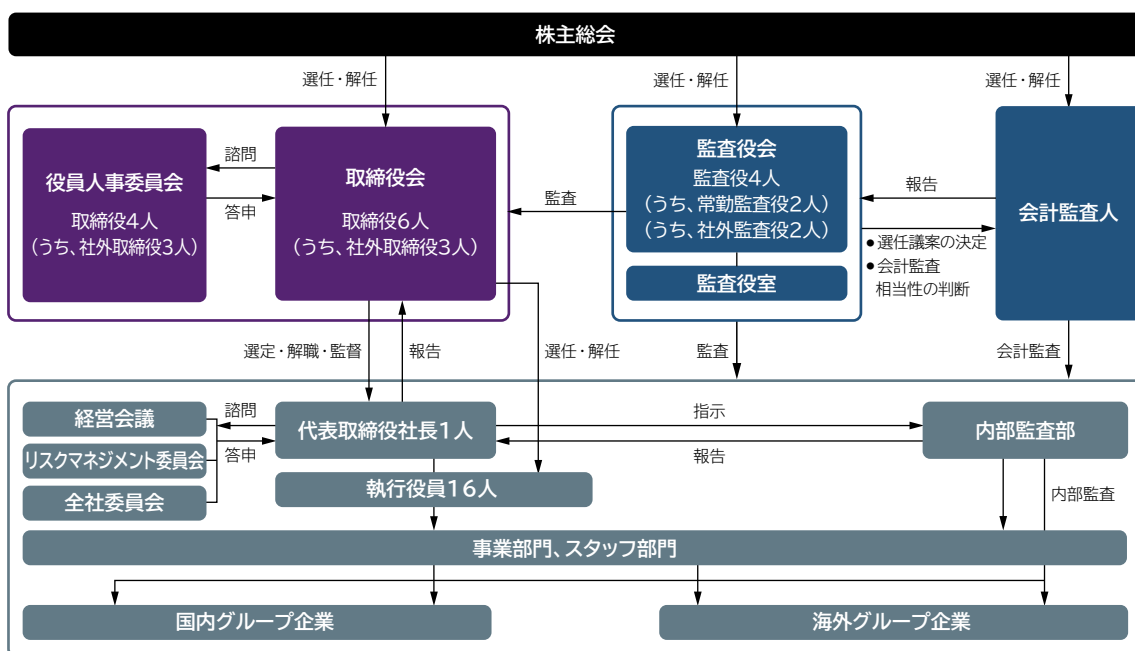 株主総会
選任・解任
選任・解任
選任・解任
役員人事委員会
取締役4人
（うち、社外取締役3人）
諮問
答申
取締役会
取締役6人
（うち、社外取締役3人）
監査
監査役会
監査役4人
（うち、常勤監査役2人）
（うち、社外監査役2人）
監査役室
報告
●選任議案の決定
●会計監査
相当性の判断
会計監査人
選定・解職・監督
報告
選任・解任
監査
会計監査
経営会議
リスクマネジメント委員会
全社委員会
諮問
答申
代表取締役社長1人
執行役員16人
指示
報告
内部監査部
内部監査
事業部門、スタッフ部門
国内グループ企業
海外グループ企業